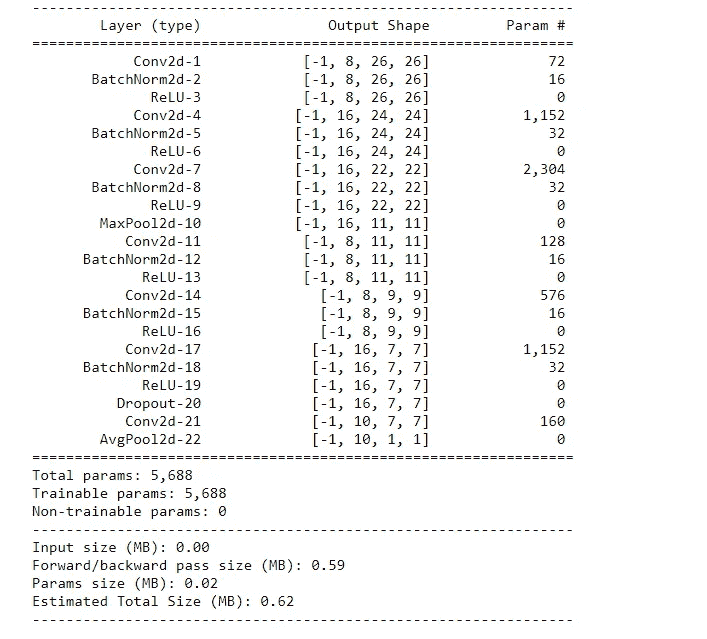 ----------------------------------------------------------------
Layer (type) Output Shape Param #
================================================================
Conv2d-1 [-1, 8, 26, 26] 72
BatchNorm2d-2 [-1, 8, 26, 26] 16
ReLU-3 [-1, 8, 26, 26] 0
Conv2d-4 [-1, 16, 24, 24] 1,152
BatchNorm2d-5 [-1, 16, 24, 24] 32
ReLU-6 [-1, 16, 24, 24] 0
Conv2d-7 [-1, 16, 22, 22] 2,304
BatchNorm2d-8 [-1, 16, 22, 22] 32
ReLU-9 [-1, 16, 22, 22] 0
MaxPool2d-10 [-1, 16, 11, 11] 0
Conv2d-11 [-1, 8, 11, 11] 128
BatchNorm2d-12 [-1, 8, 11, 11] 16
ReLU-13 [-1, 8, 11, 11] 0
Conv2d-14 [-1, 8, 9, 9] 576
BatchNorm2d-15 [-1, 8, 9, 9] 16
ReLU-16 [-1, 8, 9, 9] 0
Conv2d-17 [-1, 16, 7, 7] 1,152
BatchNorm2d-18 [-1, 16, 7, 7] 32
ReLU-19 [-1, 16, 7, 7] 0
Dropout-20 [-1, 16, 7, 7] 0
Conv2d-21 [-1, 10, 7, 7] 160
AvgPool2d-22 [-1, 10, 1, 1] 0
================================================================
Total params: 5,688
Trainable params: 5,688
Non-trainable params: 0
----------------------------------------------------------------
Input size (MB): 0.00
Forward/backward pass size (MB): 0.59
Params size (MB): 0.02
Estimated Total Size (MB): 0.62
----------------------------------------------------------------